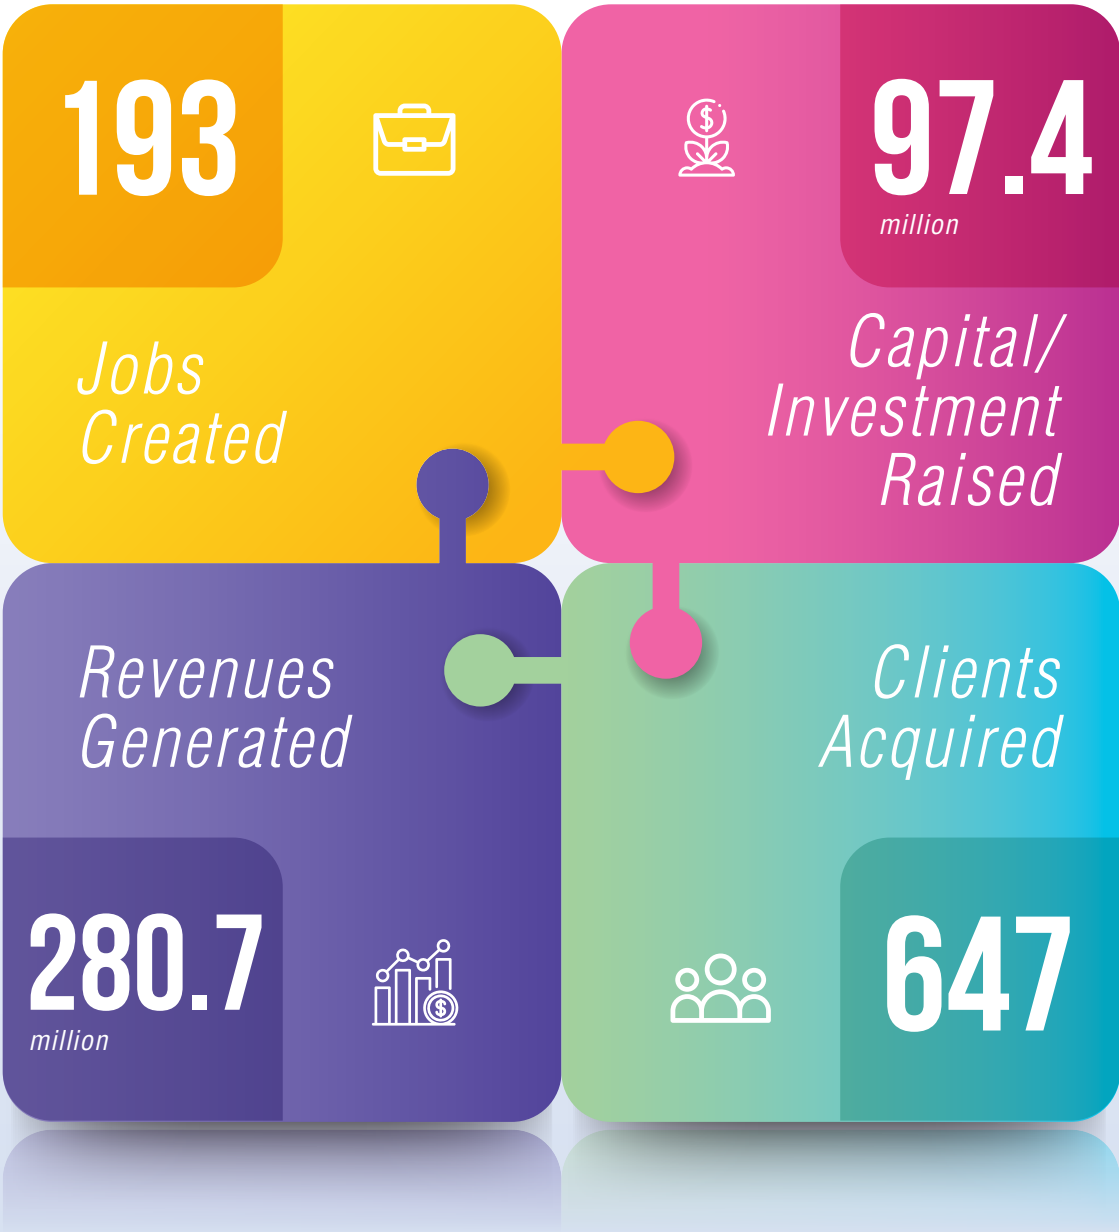 193
Jobs
Created
97.4
million
Capital/
Investment
Raised
Revenues
Generated
280.7
million
$
Clients
Acquired
647